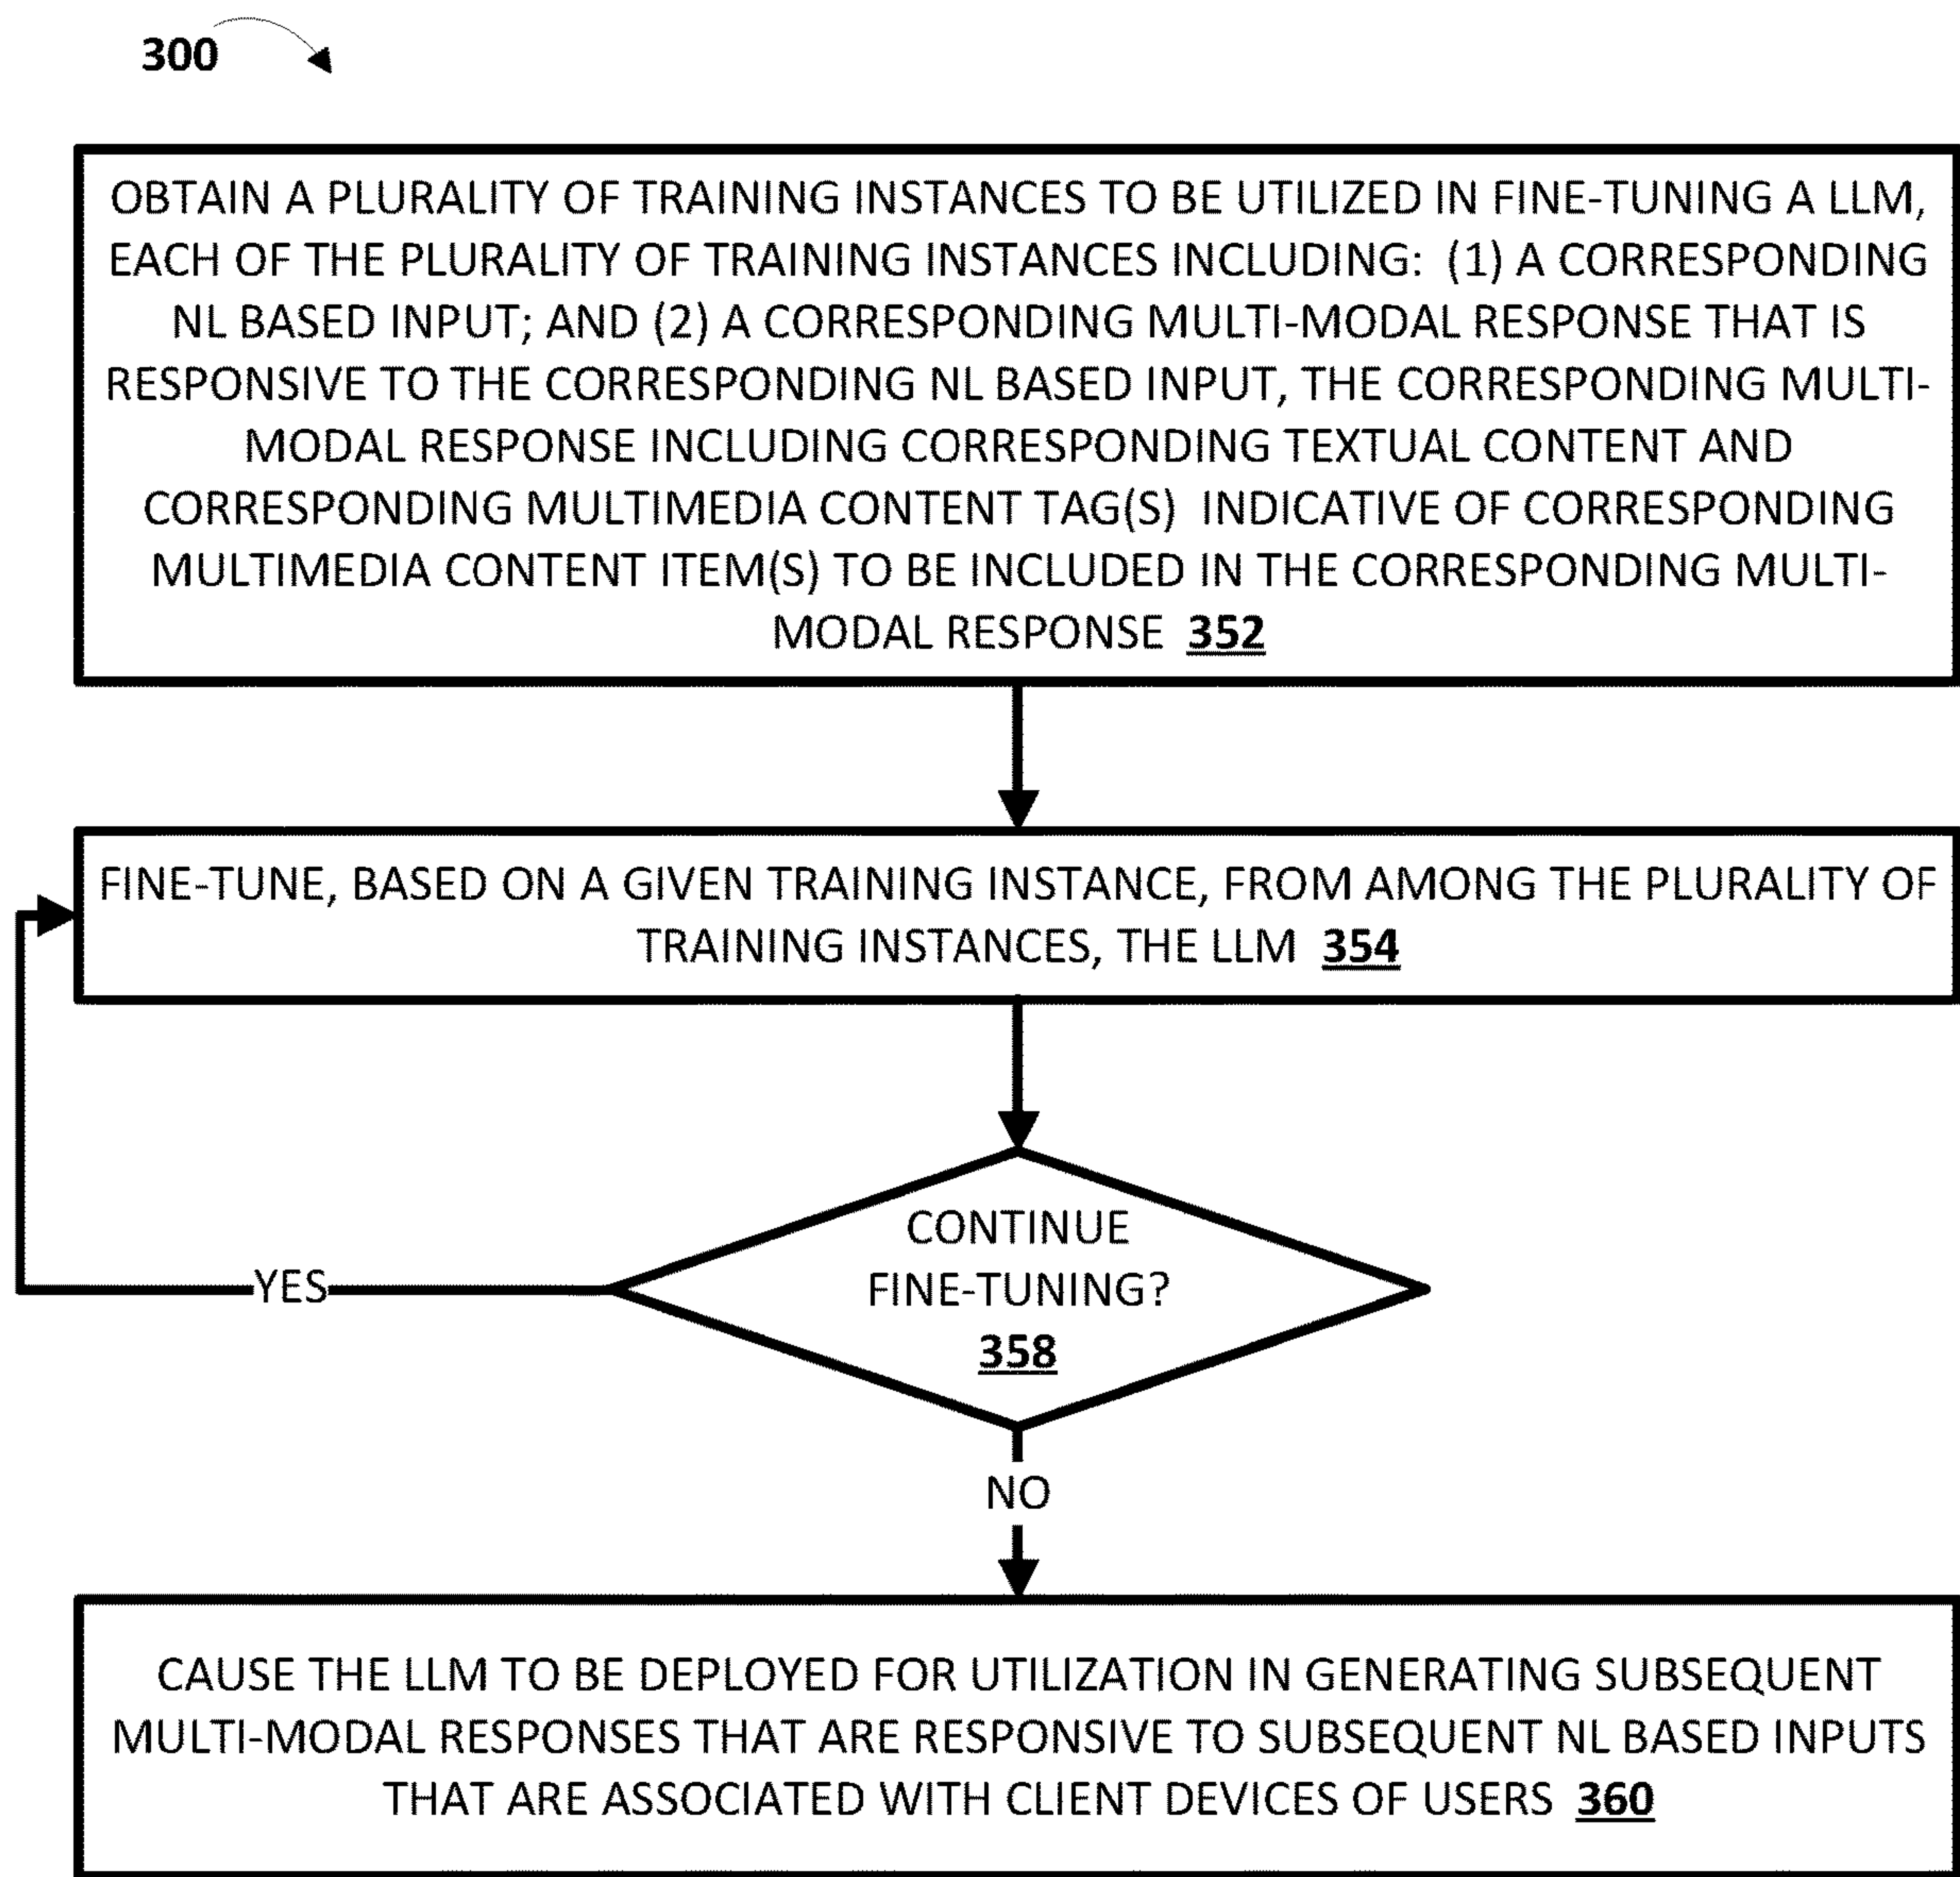 300
OBTAIN A PLURALITY OF TRAINING INSTANCES TO BE UTILIZED IN FINE-TUNING A LLM,
EACH OF THE PLURALITY OF TRAINING INSTANCES INCLUDING: (1) A CORRESPONDING
NL BASED INPUT; AND (2) A CORRESPONDING MULTI-MODAL RESPONSE THAT IS
RESPONSIVE TO THE CORRESPONDING NL BASED INPUT, THE CORRESPONDING MULTI-
MODAL RESPONSE INCLUDING CORRESPONDING TEXTUAL CONTENT AND
CORRESPONDING MULTIMEDIA CONTENT TAG(S) INDICATIVE OF CORRESPONDING
MULTIMEDIA CONTENT ITEM(S) TO BE INCLUDED IN THE CORRESPONDING MULTI-
MODAL RESPONSE 352
FINE-TUNE, BASED ON A GIVEN TRAINING INSTANCE, FROM AMONG THE PLURALITY OF
TRAINING INSTANCES, THE LLM 354
CONTINUE
FINE-TUNING?
358
YES
NO
CAUSE THE LLM TO BE DEPLOYED FOR UTILIZATION IN GENERATING SUBSEQUENT
MULTI-MODAL RESPONSES THAT ARE RESPONSIVE TO SUBSEQUENT NL BASED INPUTS
THAT ARE ASSOCIATED WITH CLIENT DEVICES OF USERS 360